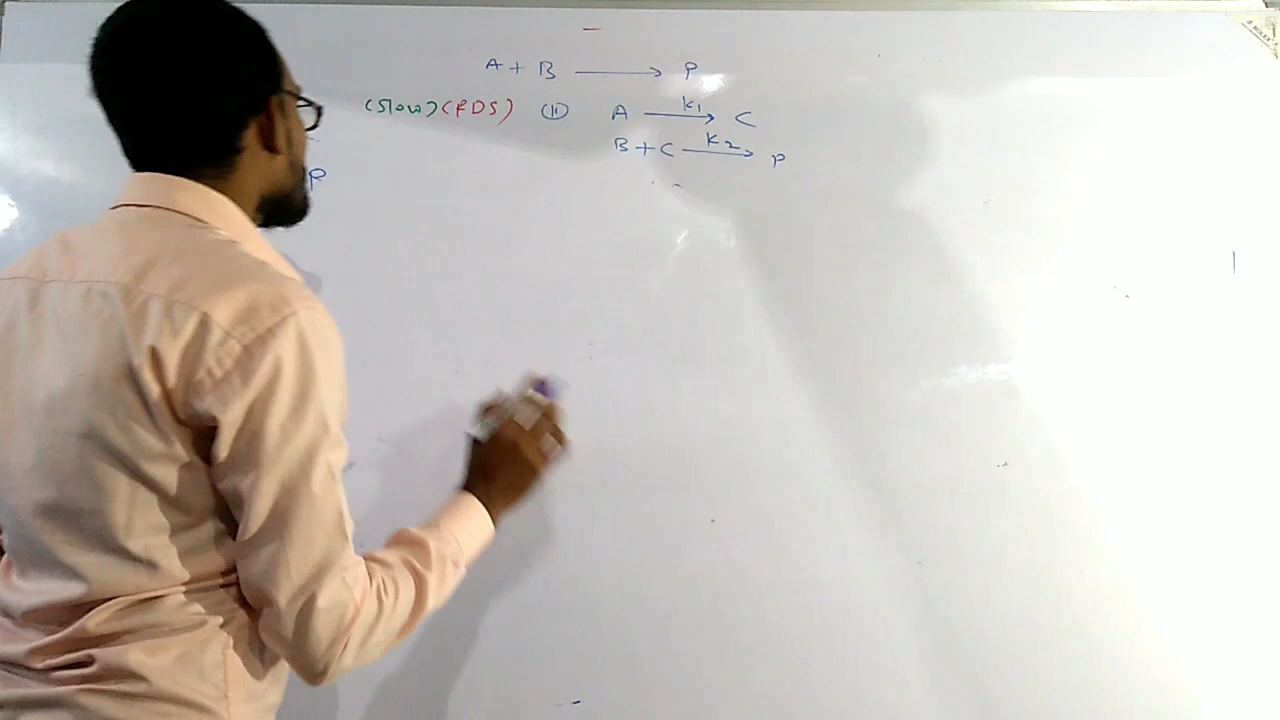 A + B ⟶ P
(Slow) (RDS) (II) A —k₁→ C
B + C —k₂→ P
P